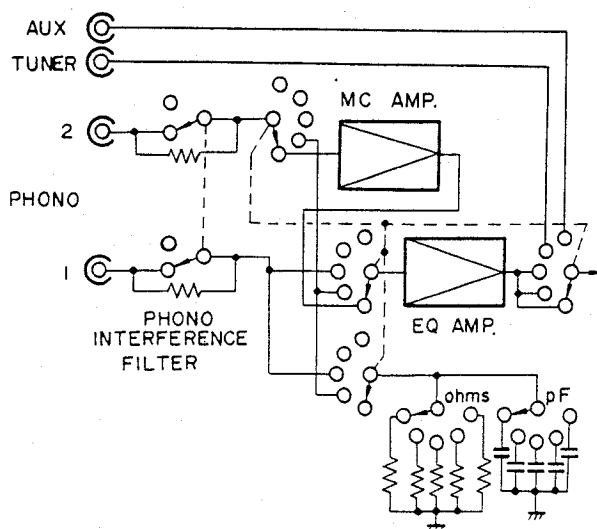 AUX
TUNER
MC AMP.
2
PHONO
1
PHONO
INTERFERENCE
FILTER
EQ AMP.
ohms
pF